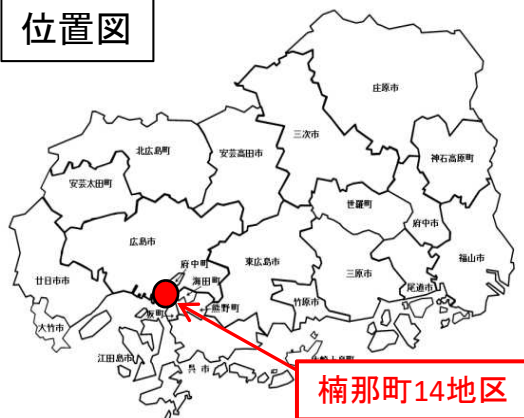 位置図
庄原市
三次市
北広島町
安芸高田市
神石高原町
安芸太田町
世羅町
府中市
広島市
府中町
東広島市
三原市
福山市
海田町
廿日市市
尾道市
竹原市
熊野町
坂町
大竹市
江田島市
呉市
楠那町14地区